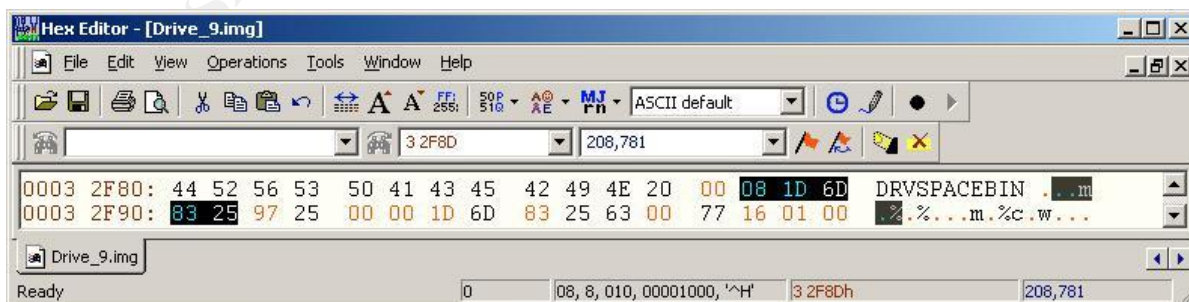 Hex Editor - [Drive_9.img]
File Edit View Operations Tools Window Help
ASCII default
3 2F8D 208,781
0003 2F80: 44 52 56 53 50 41 43 45 42 49 4E 20 00 08 1D 6D DRVSPACEBIN ...m
0003 2F90: 83 25 97 25 00 00 1D 6D 83 25 63 00 77 16 01 00 .%.%...m.%c.w...
Drive_9.img
Ready 0 08, 8, 010, 00001000, '^H' 3 2F8Dh 208,781